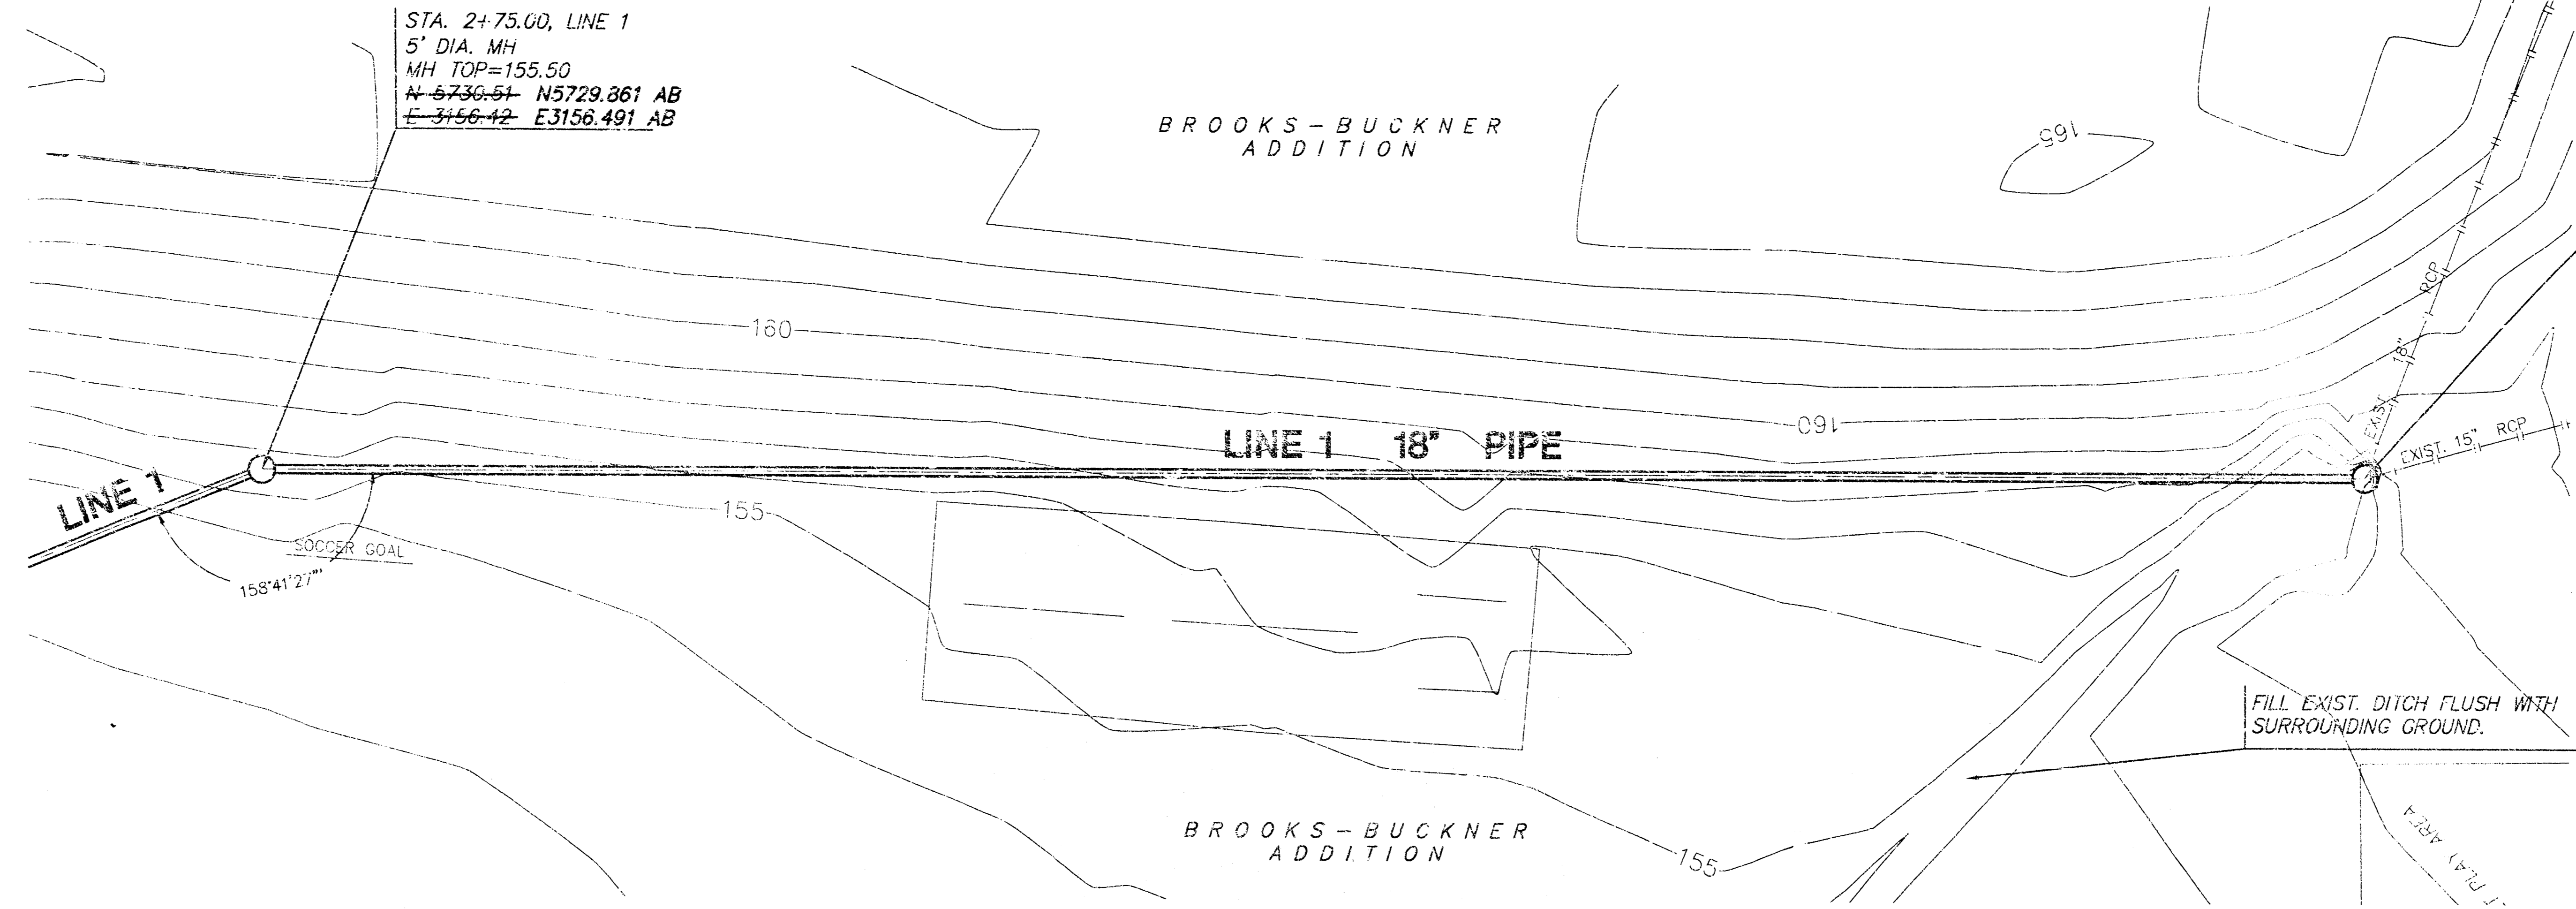 STA. 2+75.00, LINE 1
5' DIA. MH
MH TOP=155.50
N 5730.51 N5729.861 AB
E 3156.42 E3156.491 AB
BROOKS-BUCKNER
ADDITION
165
160
160
RCP
18"
EXIST.
EXIST. 15" RCP
LINE 1 18" PIPE
LINE 1
155
SOCCER GOAL
158°41'27"
FILL EXIST. DITCH FLUSH WITH
SURROUNDING GROUND.
BROOKS-BUCKNER
ADDITION
155
PLAY AREA